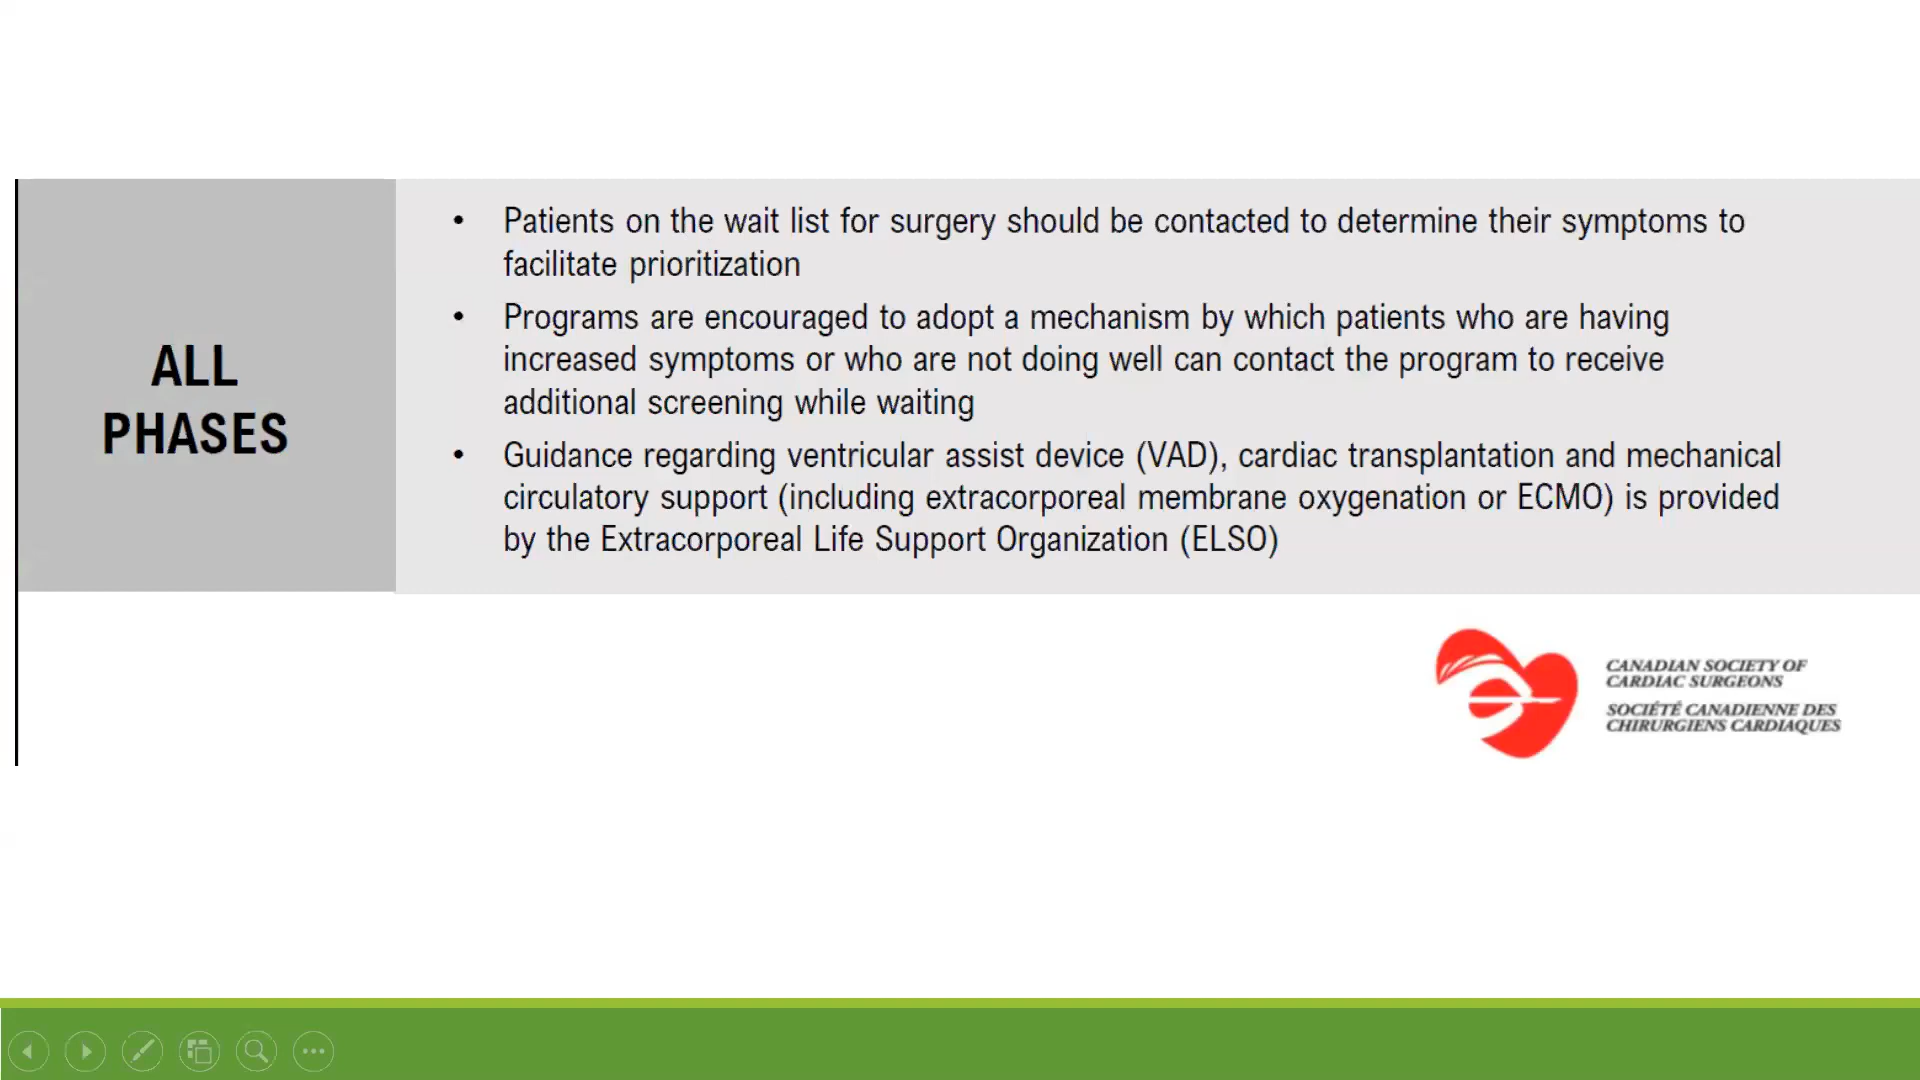 ALL
PHASES
• Patients on the wait list for surgery should be contacted to determine their symptoms to
facilitate prioritization
• Programs are encouraged to adopt a mechanism by which patients who are having
increased symptoms or who are not doing well can contact the program to receive
additional screening while waiting
• Guidance regarding ventricular assist device (VAD), cardiac transplantation and mechanical
circulatory support (including extracorporeal membrane oxygenation or ECMO) is provided
by the Extracorporeal Life Support Organization (ELSO)
CANADIAN SOCIETY OF
CARDIAC SURGEONS
SOCIÉTÉ CANADIENNE DES
CHIRURGIENS CARDIAQUES